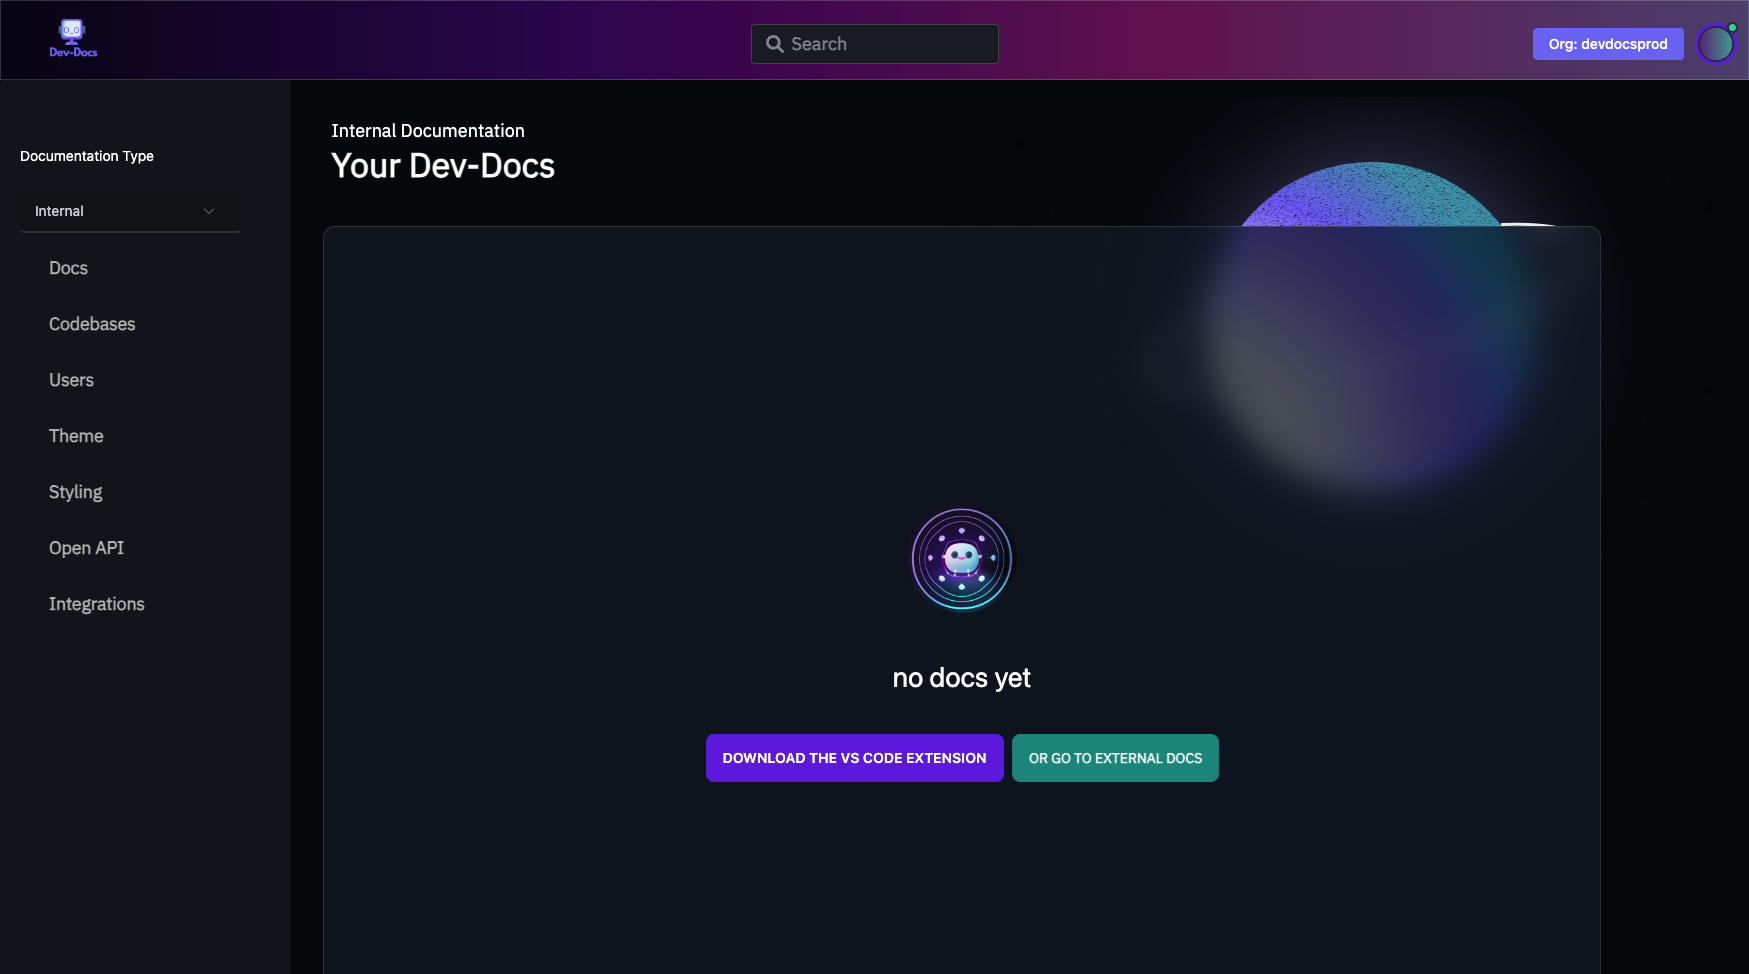 Dev-Docs
Search
Org: devdocsprod
Documentation Type
Internal
Docs
Codebases
Users
Theme
Styling
Open API
Integrations
Internal Documentation
Your Dev-Docs
no docs yet
DOWNLOAD THE VS CODE EXTENSION
OR GO TO EXTERNAL DOCS